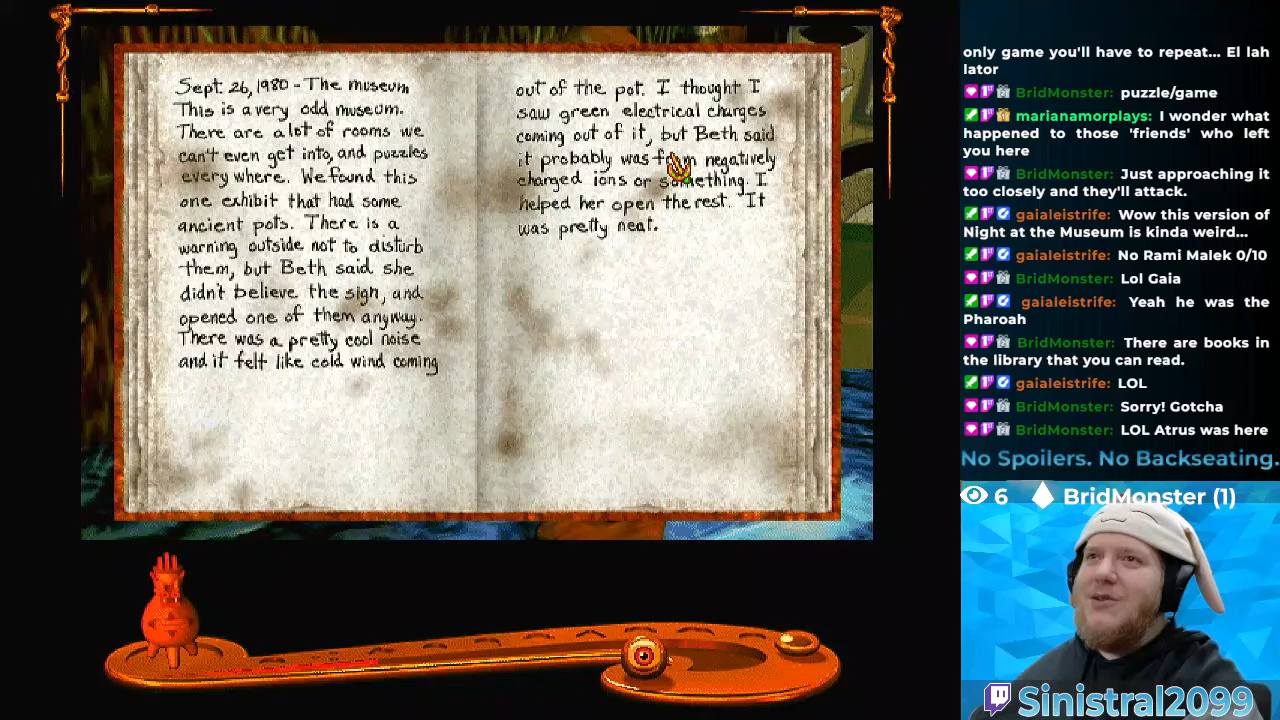 Sept. 26, 1980 - The museum
This is a very odd museum.
There are a lot of rooms we
can't even get into, and puzzles
every where. We found this
one exhibit that had some
ancient pots. There is a
warning outside not to disturb
them, but Beth said she
didn't believe the sign, and
opened one of them anyway.
There was a pretty cool noise
and it felt like cold wind coming
out of the pot. I thought I
saw green electrical charges
coming out of it, but Beth said
it probably was from negatively
charged ions or something. I
helped her open the rest. It
was pretty neat.
only game you'll have to repeat... El lah
lator
BridMonster: puzzle/game
marianamorplays: I wonder what
happened to those 'friends' who left
you here
BridMonster: Just approaching it
too closely and they'll attack.
gaialeistrife: Wow this version of
Night at the Museum is kinda weird...
gaialeistrife: No Rami Malek 0/10
BridMonster: Lol Gaia
gaialeistrife: Yeah he was the
Pharoah
BridMonster: There are books in
the library that you can read.
gaialeistrife: LOL
BridMonster: Sorry! Gotcha
BridMonster: LOL Atrus was here
No Spoilers. No Backseating.
6 BridMonster (1)
Sinistral2099